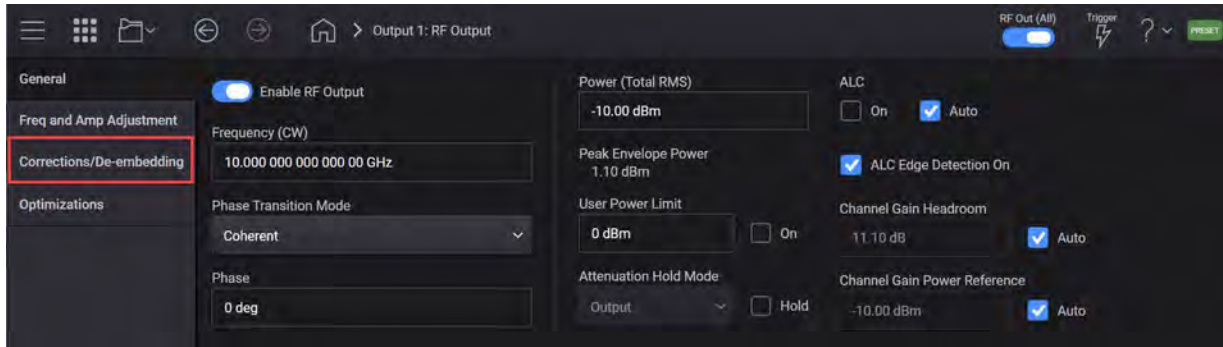 Output 1: RF Output
RF Out (All)
Trigger
PRESET
General
Freq and Amp Adjustment
Corrections/De-embedding
Optimizations
Enable RF Output
Frequency (CW)
10.000 000 000 000 00 GHz
Phase Transition Mode
Coherent
Phase
0 deg
Power (Total RMS)
-10.00 dBm
Peak Envelope Power
1.10 dBm
User Power Limit
0 dBm
On
Attenuation Hold Mode
Output
Hold
ALC
On
Auto
ALC Edge Detection On
Channel Gain Headroom
11.10 dB
Auto
Channel Gain Power Reference
-10.00 dBm
Auto